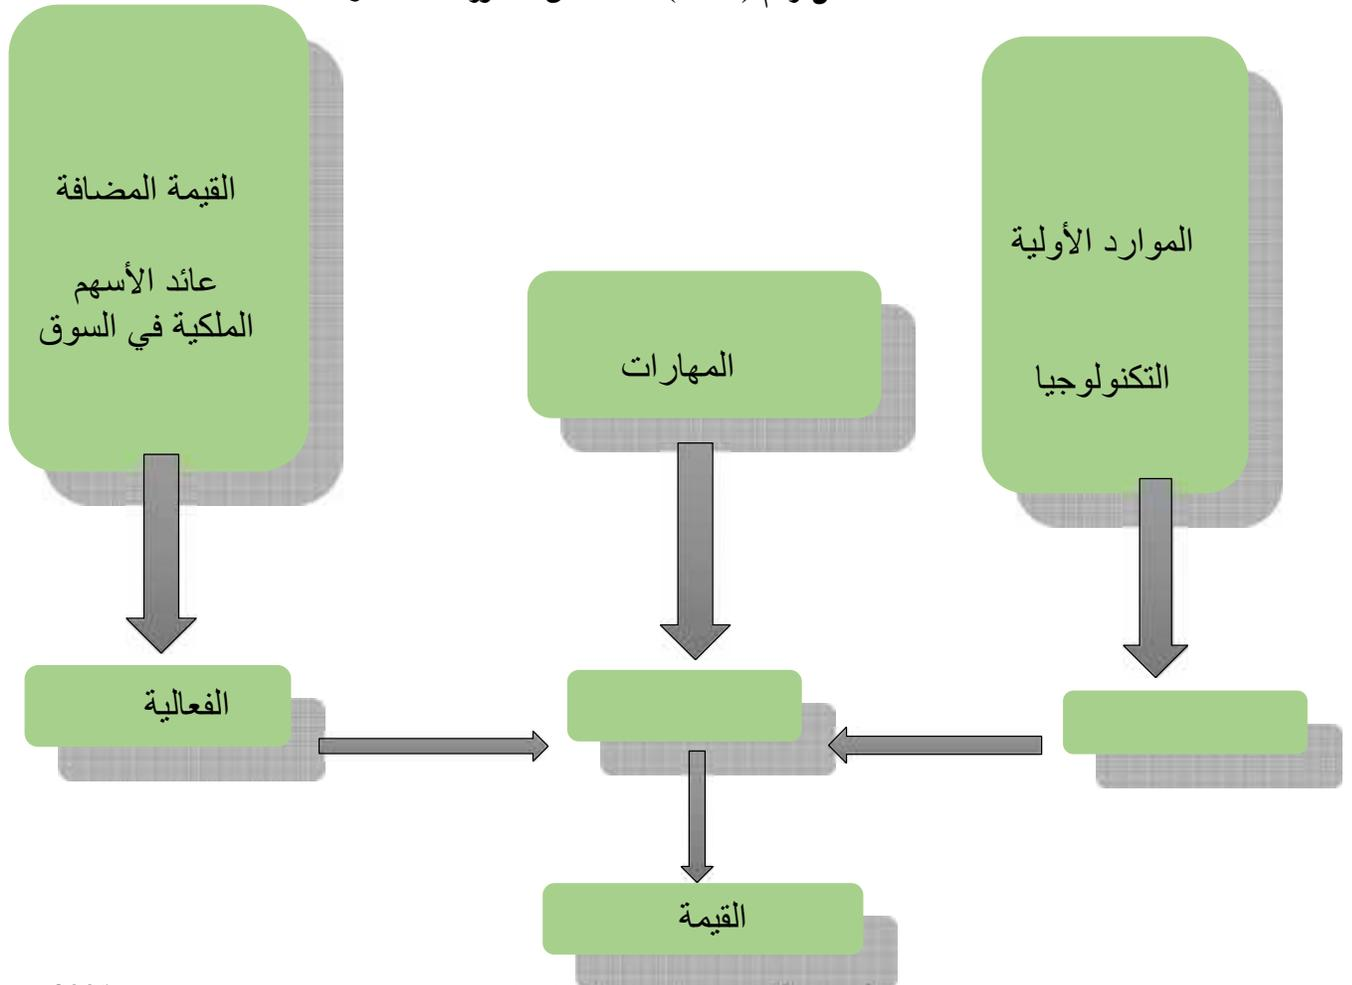 الموارد الأولية
التكنولوجيا
المهارات
القيمة المضافة
عائد الأسهم
الملكية في السوق
الفعالية
القيمة